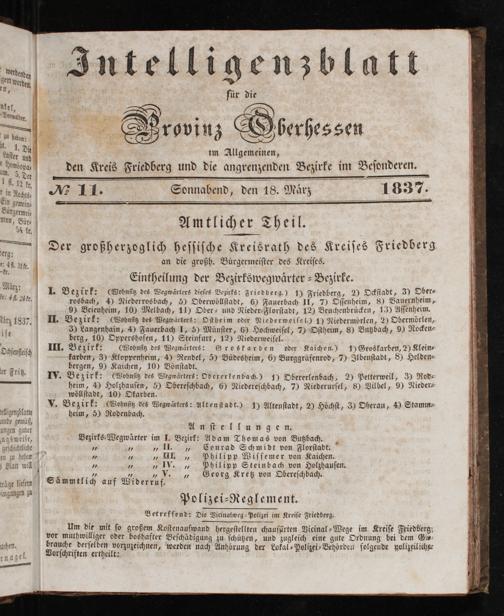 Intelligenzblatt
für die
Provinz Oberhessen
im Allgemeinen,
den Kreis Friedberg und die angrenzenden Bezirke im Besonderen.
№ 11. Sonnabend, den 18. März 1837.
Amtlicher Theil.
Der großherzoglich hessische Kreisrath des Kreises Friedberg
an die großh. Bürgermeister des Kreises.
Eintheilung der Bezirkswegwärter-Bezirke.
I. Bezirk: (Wohnsitz des Wegwärters dieses Bezirks: Friedberg.) 1) Friedberg, 2) Ockstadt, 3) Ober-
rosbach, 4) Niederrosbach, 5) Oberwöllstadt, 6) Fauerbach II, 7) Ossenheim, 8) Bauernheim,
9) Beienheim, 10) Melbach, 11) Ober- und Nieder-Florstadt, 12) Bruchenbrücken, 13) Assenheim.
II. Bezirk: (Wohnsitz des Wegwärters: Ostheim oder Niederweisel) 1) Niedermörlen, 2) Obermörlen,
3) Langenhain, 4) Fauerbach I, 5) Münster, 6) Hochweisel, 7) Ostheim, 8) Butzbach, 9) Rocken-
berg, 10) Oppershofen, 11) Steinfurt, 12) Niederweisel.
III. Bezirk: (Wohnsitz des Wegwärters: Großkarben oder Kaichen.) 1) Großkarben, 2) Klein-
karben, 3) Kloppenheim, 4) Rendel, 5) Büdesheim, 6) Burggräfenrod, 7) Ilbenstadt, 8) Helden-
bergen, 9) Kaichen, 10) Bönstadt.
IV. Bezirk: (Wohnsitz des Wegwärters: Obererlenbach.) 1) Obererlenbach, 2) Petterweil, 3) Rod-
heim, 4) Holzhausen, 5) Obereschbach, 6) Niedereschbach, 7) Niederursel, 8) Vilbel, 9) Nieder-
wöllstadt, 10) Okarben.
V. Bezirk: (Wohnsitz des Wegwärters: Altenstadt.) 1) Altenstadt, 2) Höchst, 3) Oberau, 4) Stamm-
heim, 5) Rodenbach.
Anstellungen.
Bezirks-Wegwärter im I. Bezirk: Adam Thomas von Butzbach.
„ „ „ II. „ Conrad Schmidt von Florstadt.
„ „ „ III. „ Philipp Wissemer von Kaichen.
„ „ „ IV. „ Philipp Steinbach von Holzhausen.
„ „ „ V. „ Georg Kretz von Obereschbach.
Sämmtlich auf Widerruf.
Polizei-Reglement.
Betreffend: Die Vicinalweg-Polizei im Kreise Friedberg.
Um die mit so großem Kostenaufwand hergestellten chaussirten Vicinal-Wege im Kreise Friedberg,
vor muthwilliger oder boshafter Beschädigung zu schützen, und zugleich eine gute Ordnung bei dem Ge-
brauche derselben vorzuzeichnen, werden nach Anhörung der Lokal-Polizei-Behörden folgende polizeiliche
Vorschriften ertheilt: